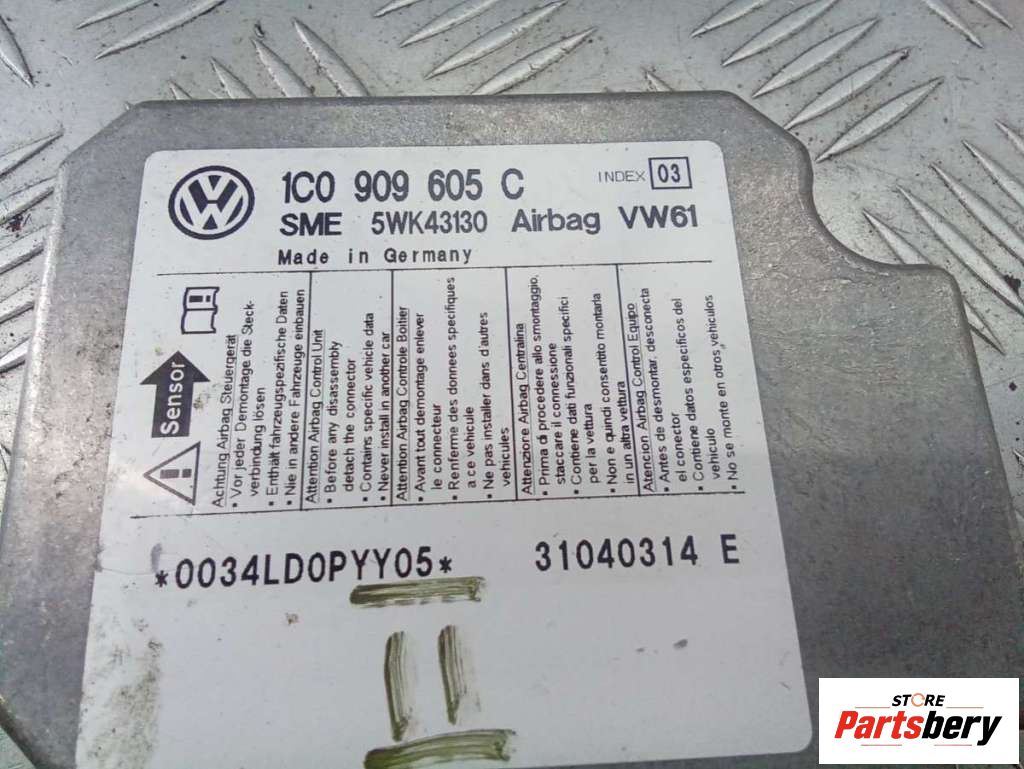 1C0 909 605 C
INDEX 03
SME 5WK43130 Airbag VW61
Made in Germany
Sensor
Achtung Airbag Steuergerät
• Vor jeder Demontage die Steck-
verbindung lösen
• Enthält fahrzeugspezifische Daten
• Nie in andere Fahrzeuge einbauen
Attention Airbag Control Unit
• Before any disassembly
detach the connector
• Contains specific vehicle data
• Never install in another car
Attention Airbag Controle Boitier
• Avant tout demontage enlever
le connecteur
• Renferme des donnees specifiques
a ce vehicule
• Ne pas installer dans d'autres
vehicules
Attenzione Airbag Centralina
• Prima di procedere allo smontaggio,
staccare il connessione
• Contiene dati funzionali specifici
per la vettura
• Non e quindi consentito montarla
in un altra vettura
Atencion Airbag Control Equipo
• Antes de desmontar, desconecta
el conector
• Contiene datos especificos del
vehiculo
• No se monte en otros vehiculos
*0034LD0PYY05* 31040314 E
STORE
Partsbery